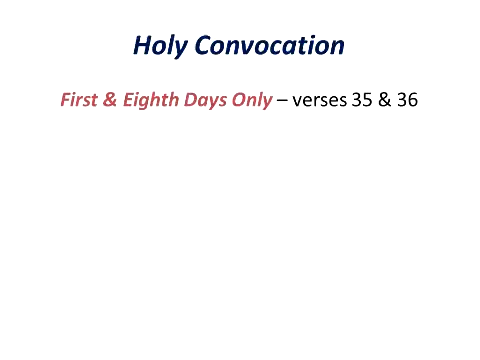 Holy Convocation
First & Eighth Days Only – verses 35 & 36